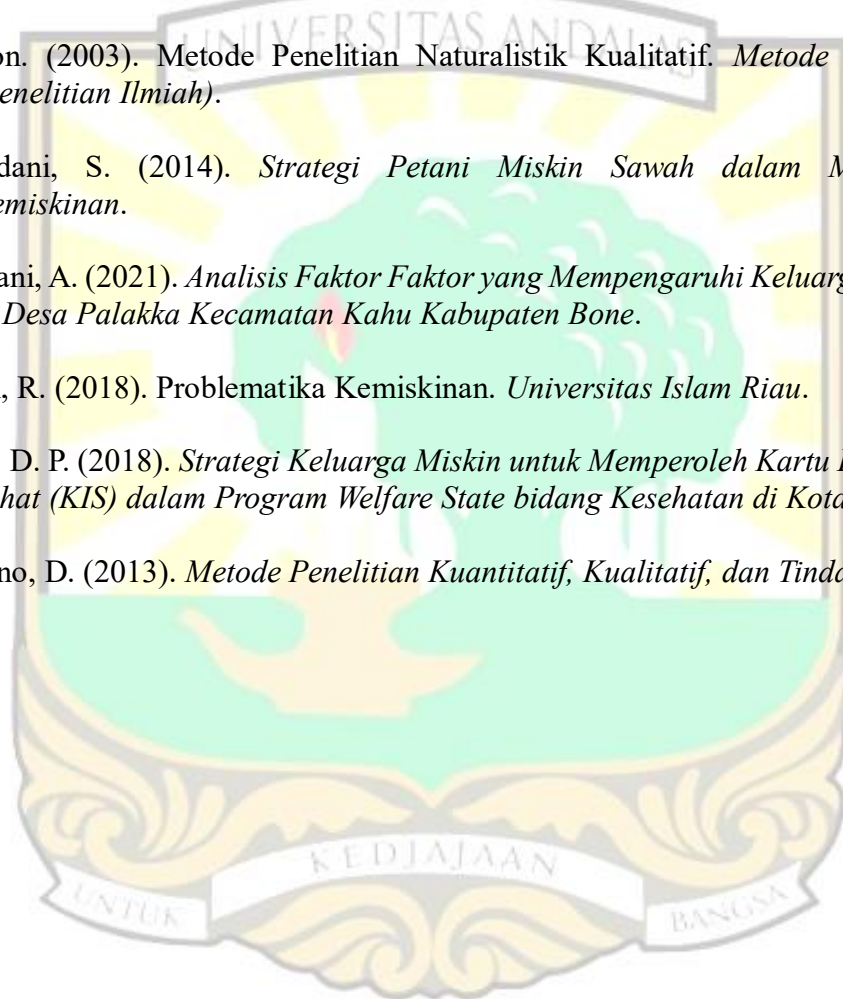 UNIVERSITAS ANDALAS
on. (2003). Metode Penelitian Naturalistik Kualitatif. Metode
enelitian Ilmiah).
dani, S. (2014). Strategi Petani Miskin Sawah dalam M
emiskinan.
ani, A. (2021). Analisis Faktor Faktor yang Mempengaruhi Keluarg
Desa Palakka Kecamatan Kahu Kabupaten Bone.
, R. (2018). Problematika Kemiskinan. Universitas Islam Riau.
D. P. (2018). Strategi Keluarga Miskin untuk Memperoleh Kartu
hat (KIS) dalam Program Welfare State bidang Kesehatan di Kota
no, D. (2013). Metode Penelitian Kuantitatif, Kualitatif, dan Tinda
KEDJAJAAN
UNTUK
BANGSA